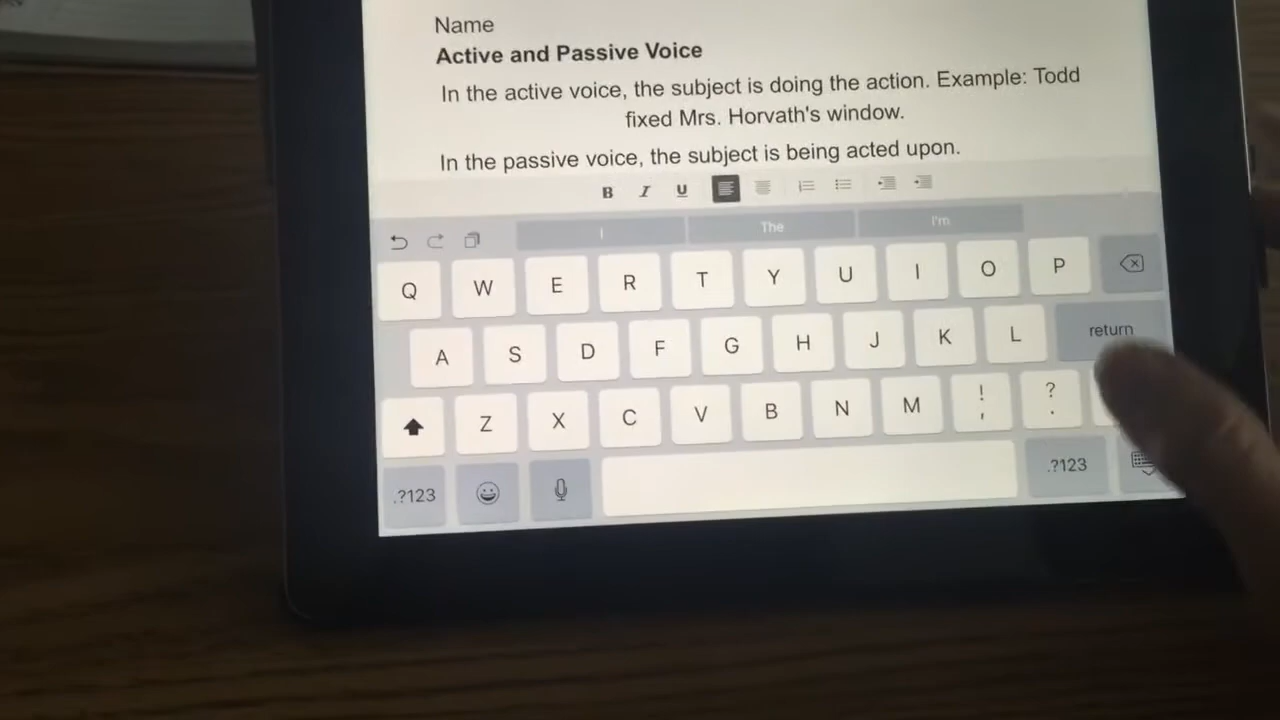 Name
Active and Passive Voice
In the active voice, the subject is doing the action. Example: Todd
fixed Mrs. Horvath's window.
In the passive voice, the subject is being acted upon.
B I U
I The I'm
Q W E R T Y U I O P
A S D F G H J K L return
Z X C V B N M ! , ? .
.?123 .?123